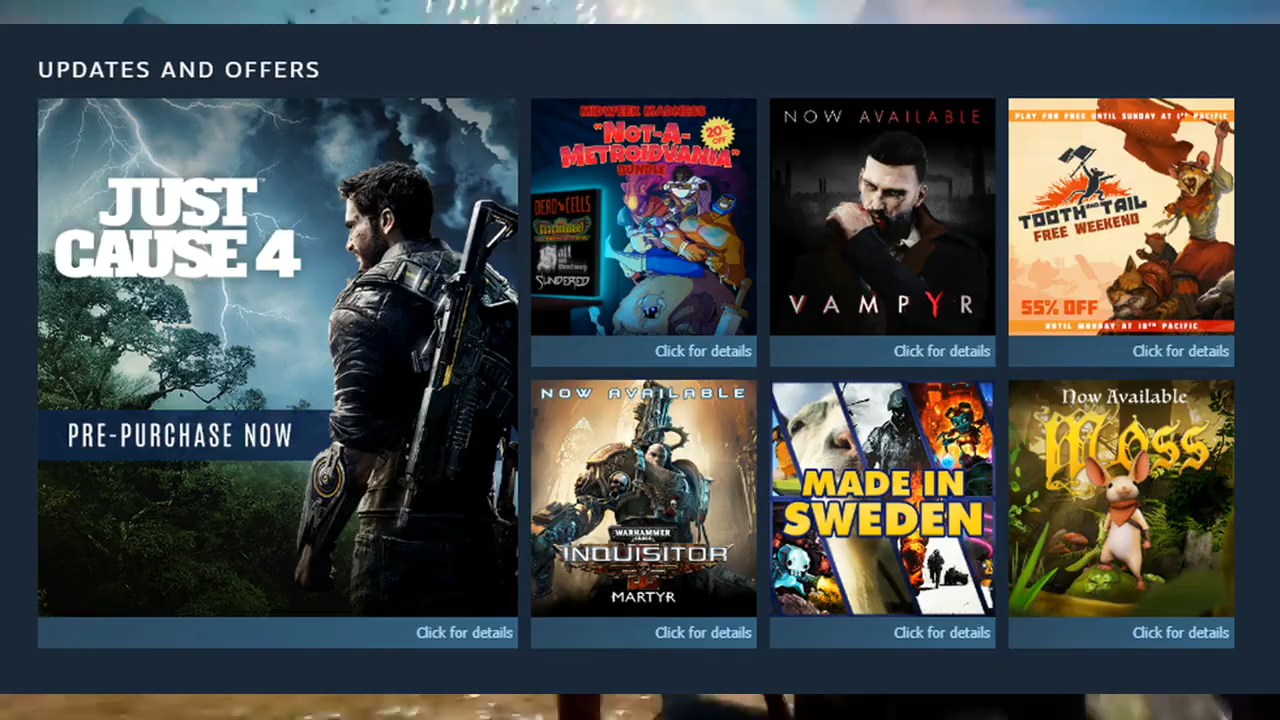 UPDATES AND OFFERS
JUST
CAUSE 4
PRE-PURCHASE NOW
Click for details
MIDWEEK MADNESS
"NOT-A-
METROIDVANIA"
BUNDLE
20%
OFF
DEAD CELLS
SUNDERED
Click for details
NOW AVAILABLE
VAMPYR
Click for details
PLAY FOR FREE UNTIL SUNDAY AT 1PM PACIFIC
TOOTH AND TAIL
FREE WEEKEND
55% OFF
UNTIL MONDAY AT 10AM PACIFIC
Click for details
NOW AVAILABLE
WARHAMMER
INQUISITOR
MARTYR
Click for details
MADE IN
SWEDEN
Click for details
Now Available
Moss
Click for details